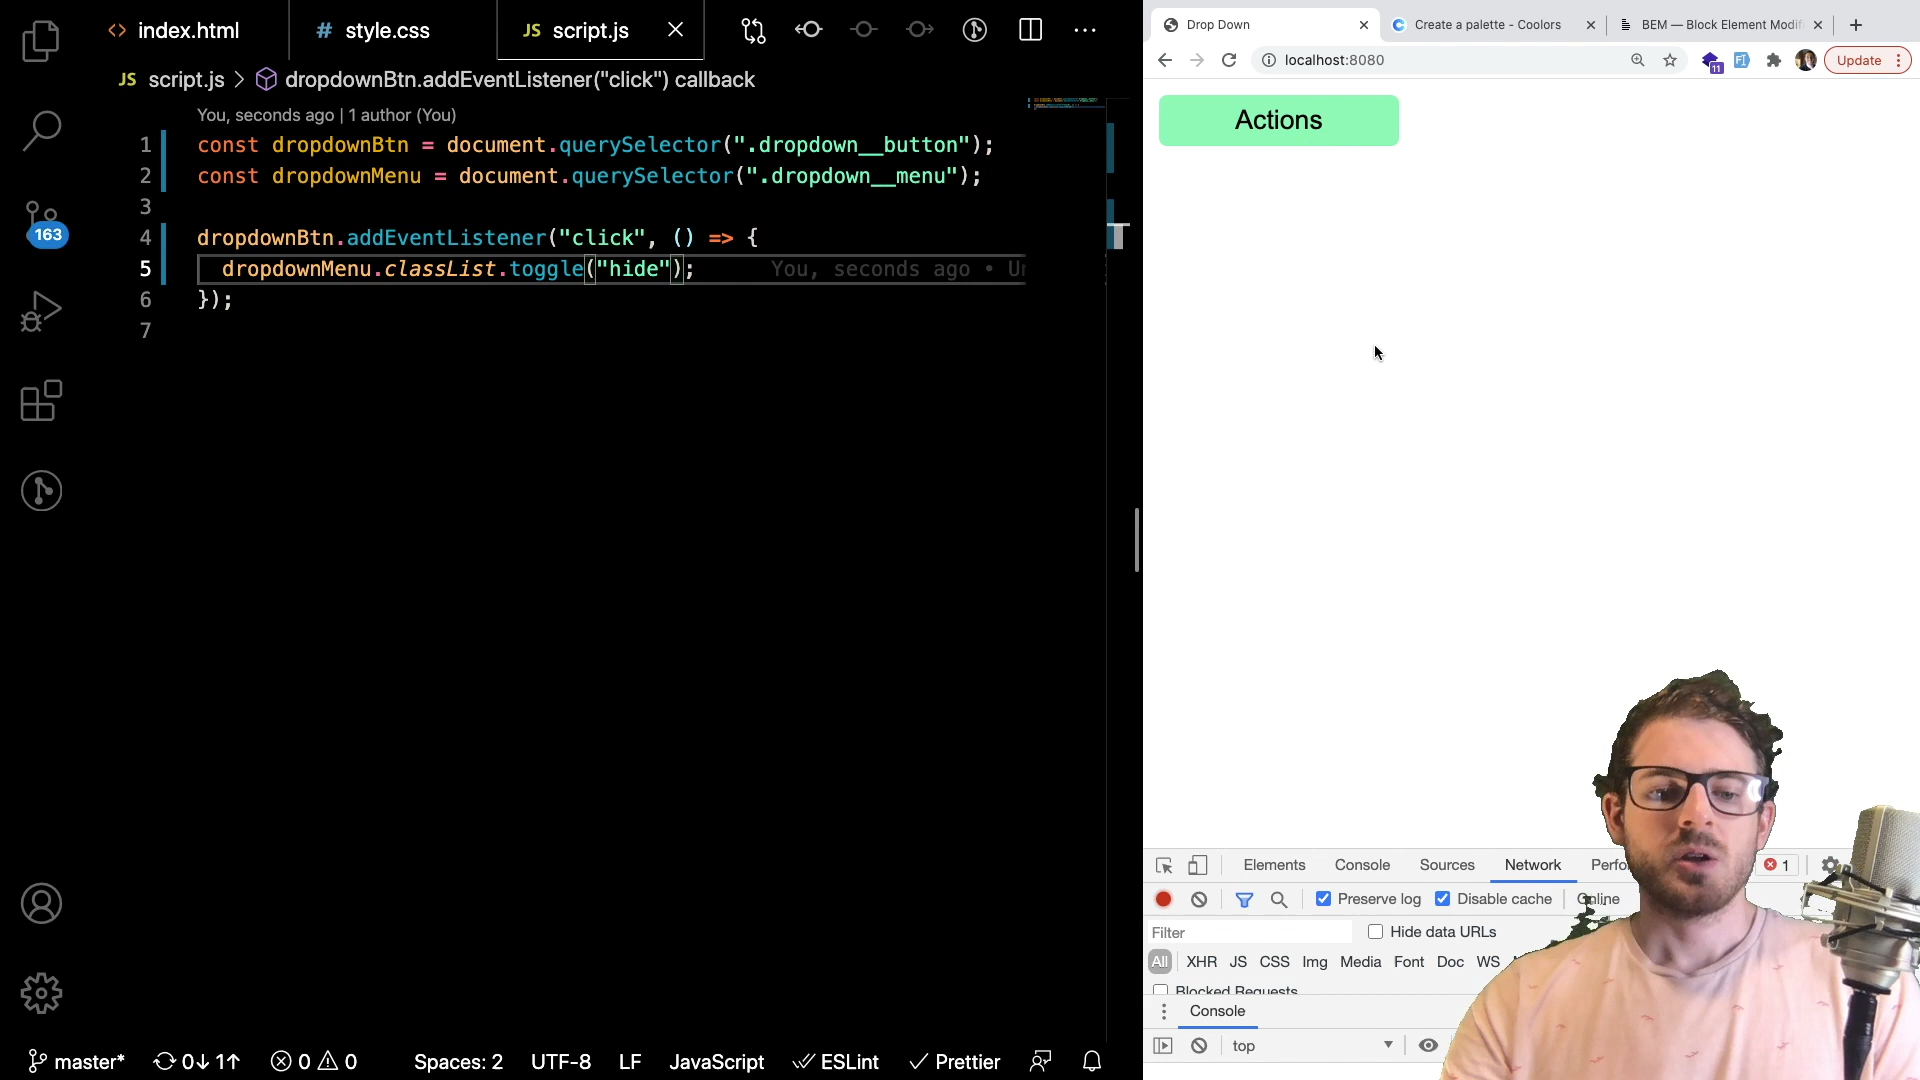 index.html
style.css
JS script.js
JS script.js > dropdownBtn.addEventListener("click") callback
You, seconds ago | 1 author (You)
1 const dropdownBtn = document.querySelector(".dropdown__button");
2 const dropdownMenu = document.querySelector(".dropdown__menu");
3
4 dropdownBtn.addEventListener("click", () => {
5 dropdownMenu.classList.toggle("hide"); You, seconds ago •
6 });
7
163
master* 0↓ 1↑ 0 0 Spaces: 2 UTF-8 LF JavaScript ESLint Prettier
Drop Down
Create a palette - Coolors
BEM — Block Element
localhost:8080
11
Update
Actions
Elements Console Sources Network 1
Preserve log Disable cache Online
Filter Hide data URLs
All XHR JS CSS Img Media Font Doc WS
Blocked Requests
Console
top